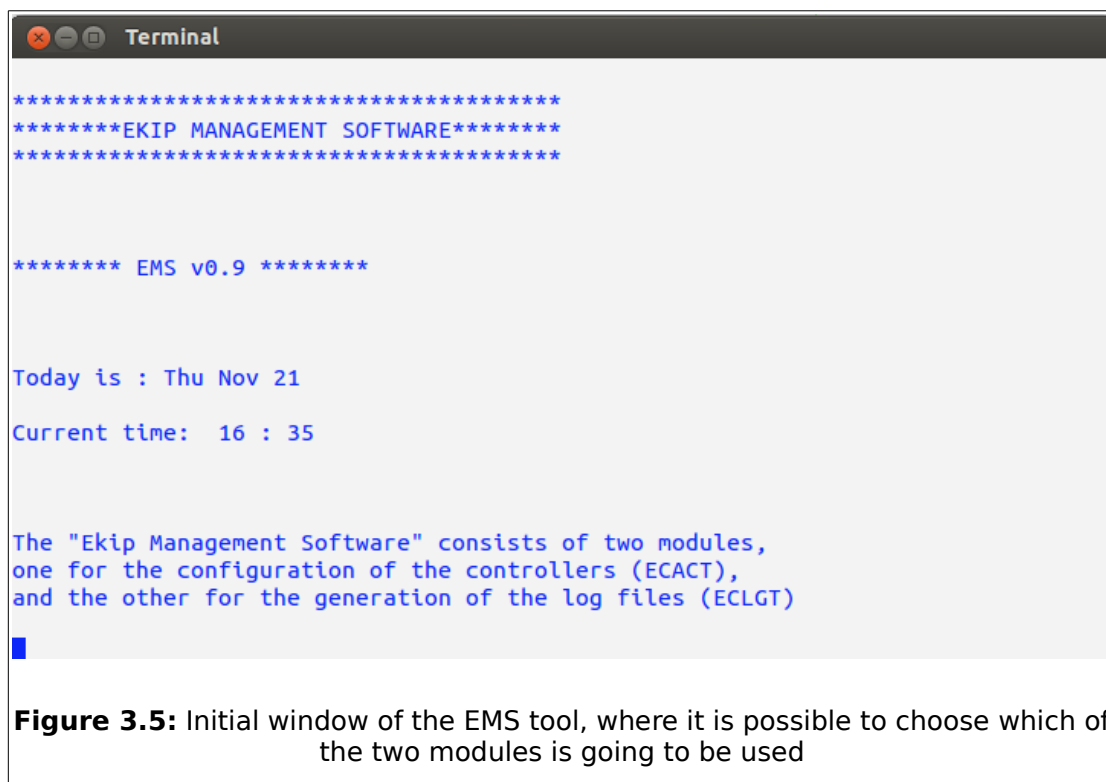 Terminal
****************************************
********EKIP MANAGEMENT SOFTWARE********
****************************************
******** EMS v0.9 ********
Today is : Thu Nov 21
Current time:  16 : 35
The "Ekip Management Software" consists of two modules,
one for the configuration of the controllers (ECACT),
and the other for the generation of the log files (ECLGT)
Figure 3.5: Initial window of the EMS tool, where it is possible to choose which of
the two modules is going to be used